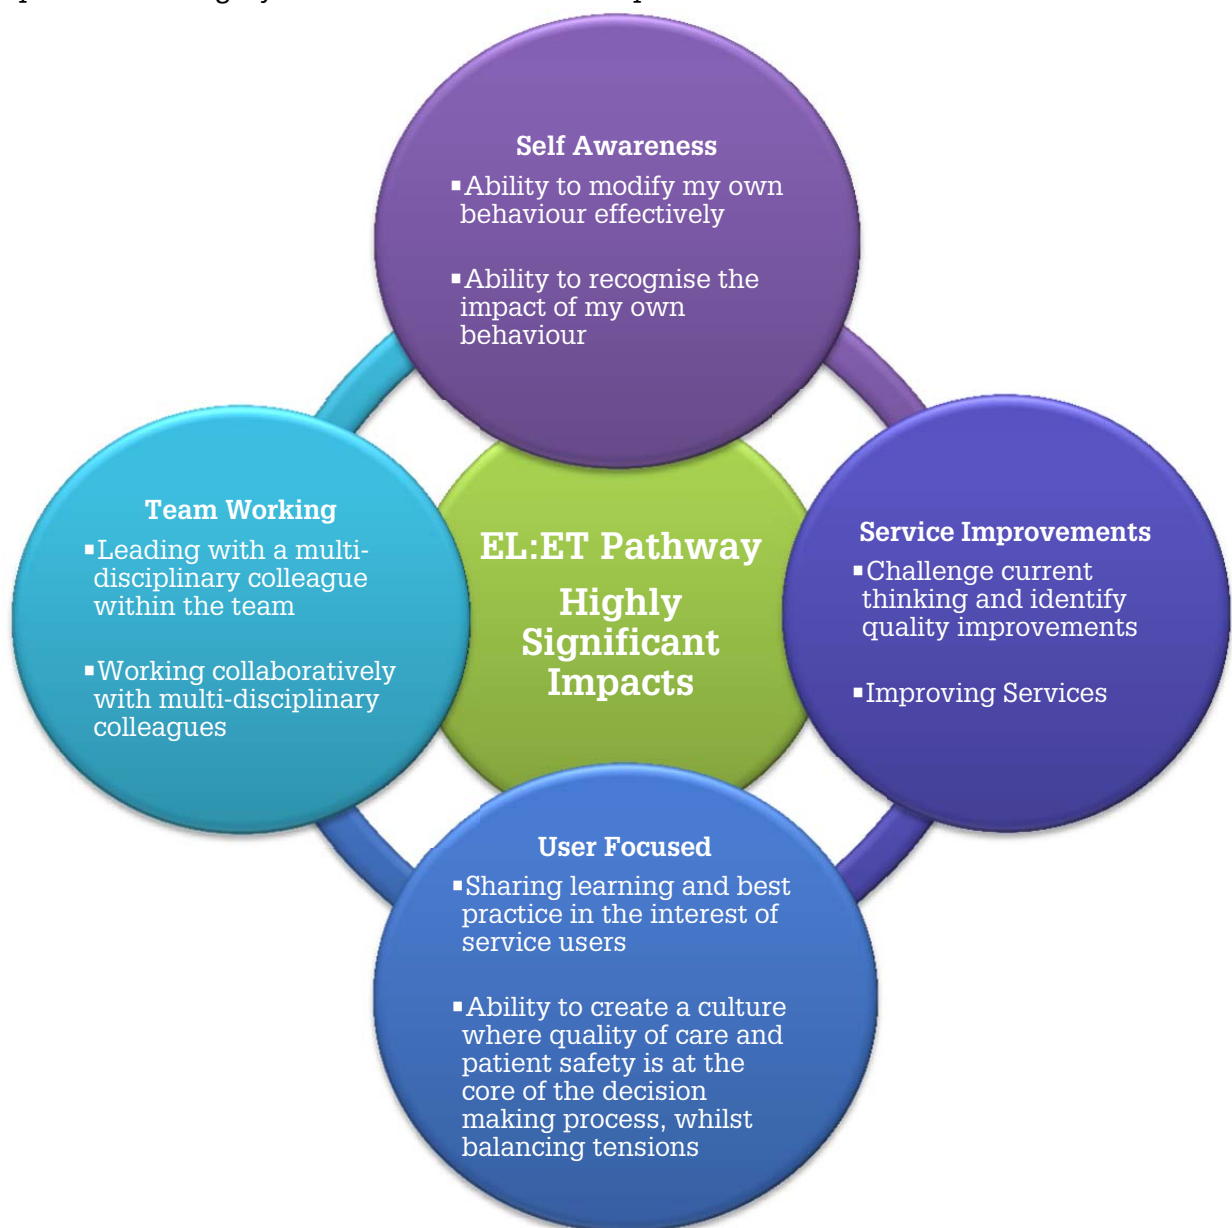 Self Awareness
▪Ability to modify my own
behaviour effectively
▪Ability to recognise the
impact of my own
behaviour
Team Working
▪Leading with a multi-
disciplinary colleague
within the team
▪Working collaboratively
with multi-disciplinary
colleagues
EL:ET Pathway
Highly
Significant
Impacts
Service Improvements
▪Challenge current
thinking and identify
quality improvements
▪Improving Services
User Focused
▪Sharing learning and best
practice in the interest of
service users
▪Ability to create a culture
where quality of care and
patient safety is at the
core of the decision
making process, whilst
balancing tensions